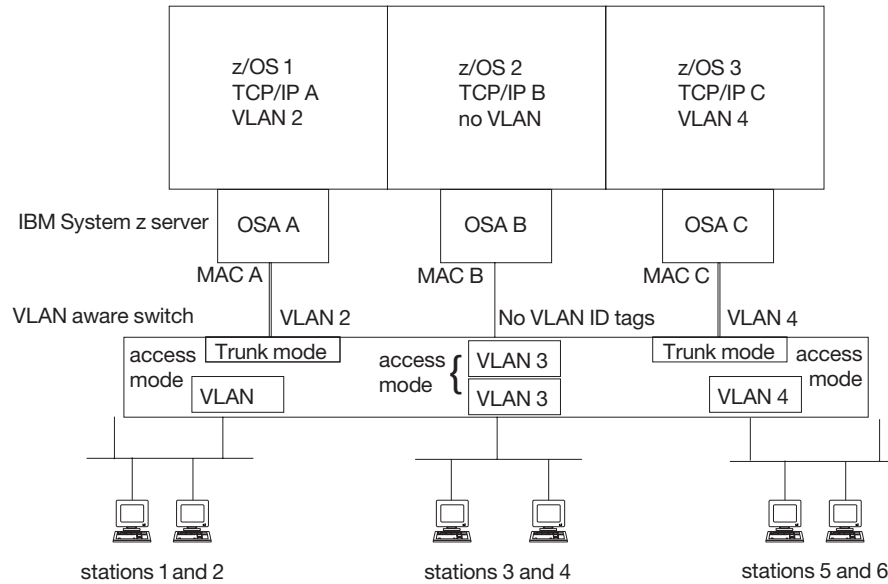 z/OS 1
TCP/IP A
VLAN 2
z/OS 2
TCP/IP B
no VLAN
z/OS 3
TCP/IP C
VLAN 4
IBM System z server
OSA A
OSA B
OSA C
MAC A
MAC B
MAC C
VLAN aware switch
VLAN 2
No VLAN ID tags
VLAN 4
access
mode
Trunk mode
access
mode
{
VLAN 3
VLAN 3
Trunk mode
access
mode
VLAN
VLAN 4
stations 1 and 2
stations 3 and 4
stations 5 and 6